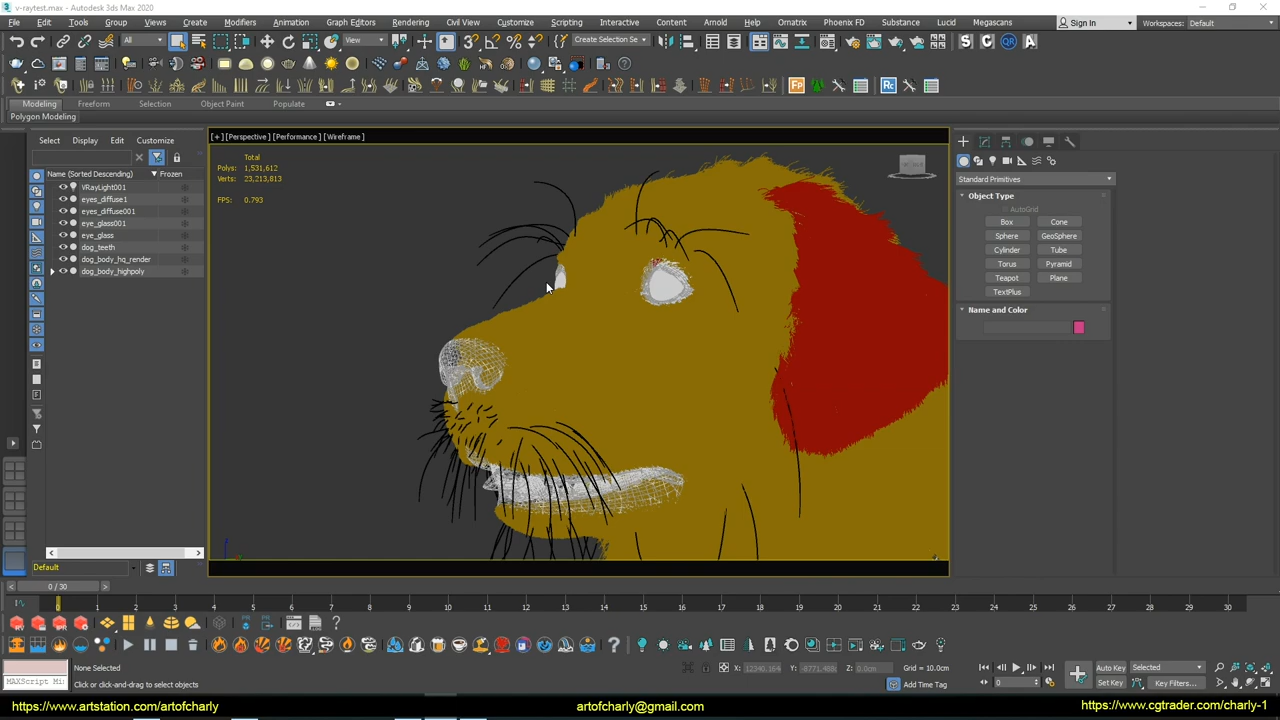 v-raytest.max - Autodesk 3ds Max 2020
File Edit Tools Group Views Create Modifiers Animation Graph Editors Rendering Civil View Customize Scripting Interactive Content Arnold Help Ornatrix Phoenix FD Substance Lucid Megascans Sign In Workspaces: Default
All View Create Selection Se
Modeling Freeform Selection Object Paint Populate
Polygon Modeling
Select Display Edit Customize
[+] [Perspective] [Performance] [Wireframe]
Name (Sorted Descending) Frozen
VRayLight001
eyes_diffuse1
eyes_diffuse001
eye_glass001
eye_glass
dog_teeth
dog_body_hq_render
dog_body_highpoly
Total
Polys: 1,531,612
Verts: 23,213,813
FPS: 0.793
Standard Primitives
Object Type
AutoGrid
Box Cone
Sphere GeoSphere
Cylinder Tube
Torus Pyramid
Teapot Plane
TextPlus
Name and Color
Default
0 / 30
0 1 2 3 4 5 6 7 8 9 10 11 12 13 14 15 16 17 18 19 20 21 22 23 24 25 26 27 28 29 30
None Selected
X: 12340.164 Y: -8771.488 Z: 0.0cm Grid = 10.0cm
Auto Key Selected
MAXScript Mi
Click or click-and-drag to select objects
Add Time Tag
0
Set Key Key Filters...
https://www.artstation.com/artofcharly artofcharly@gmail.com https://www.cgtrader.com/charly-1